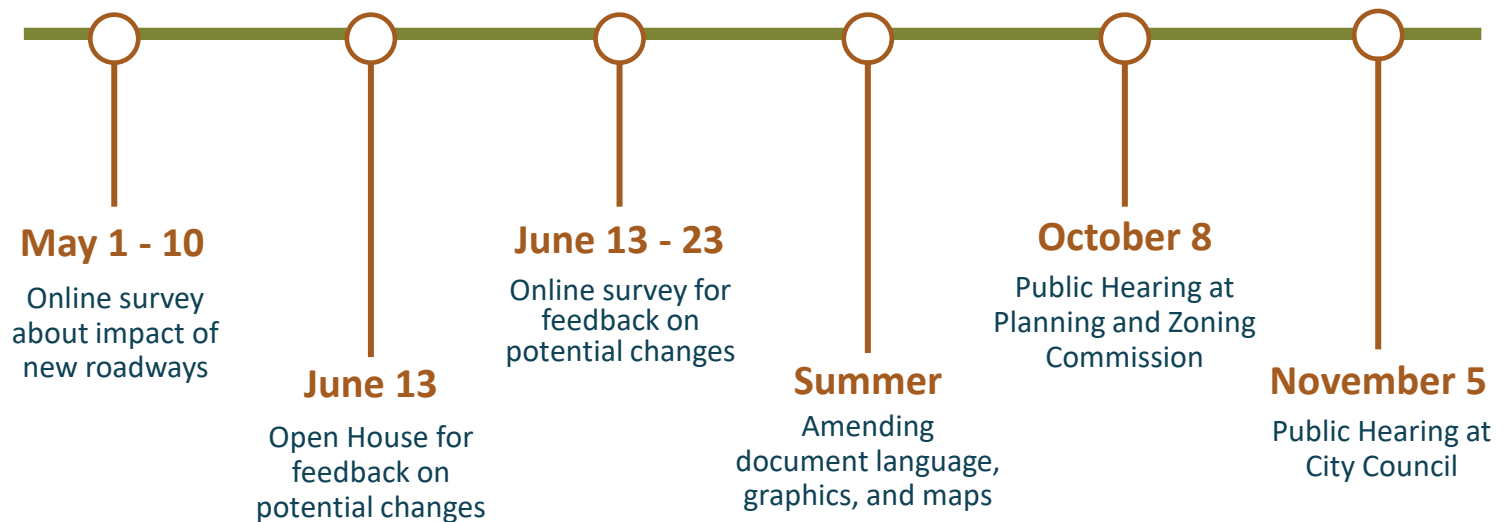 May 1 - 10
Online survey
about impact of
new roadways
June 13
Open House for
feedback on
potential changes
June 13 - 23
Online survey for
feedback on
potential changes
Summer
Amending
document language,
graphics, and maps
October 8
Public Hearing at
Planning and Zoning
Commission
November 5
Public Hearing at
City Council